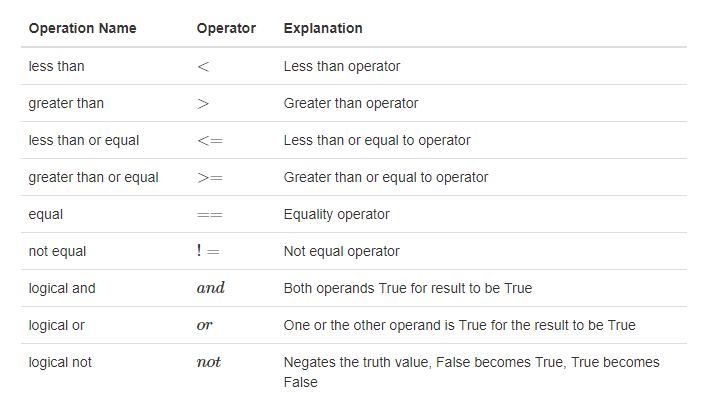 Operation Name Operator Explanation
less than < Less than operator
greater than > Greater than operator
less than or equal <= Less than or equal to operator
greater than or equal >= Greater than or equal to operator
equal == Equality operator
not equal ! = Not equal operator
logical and and Both operands True for result to be True
logical or or One or the other operand is True for the result to be True
logical not not Negates the truth value, False becomes True, True becomes
False